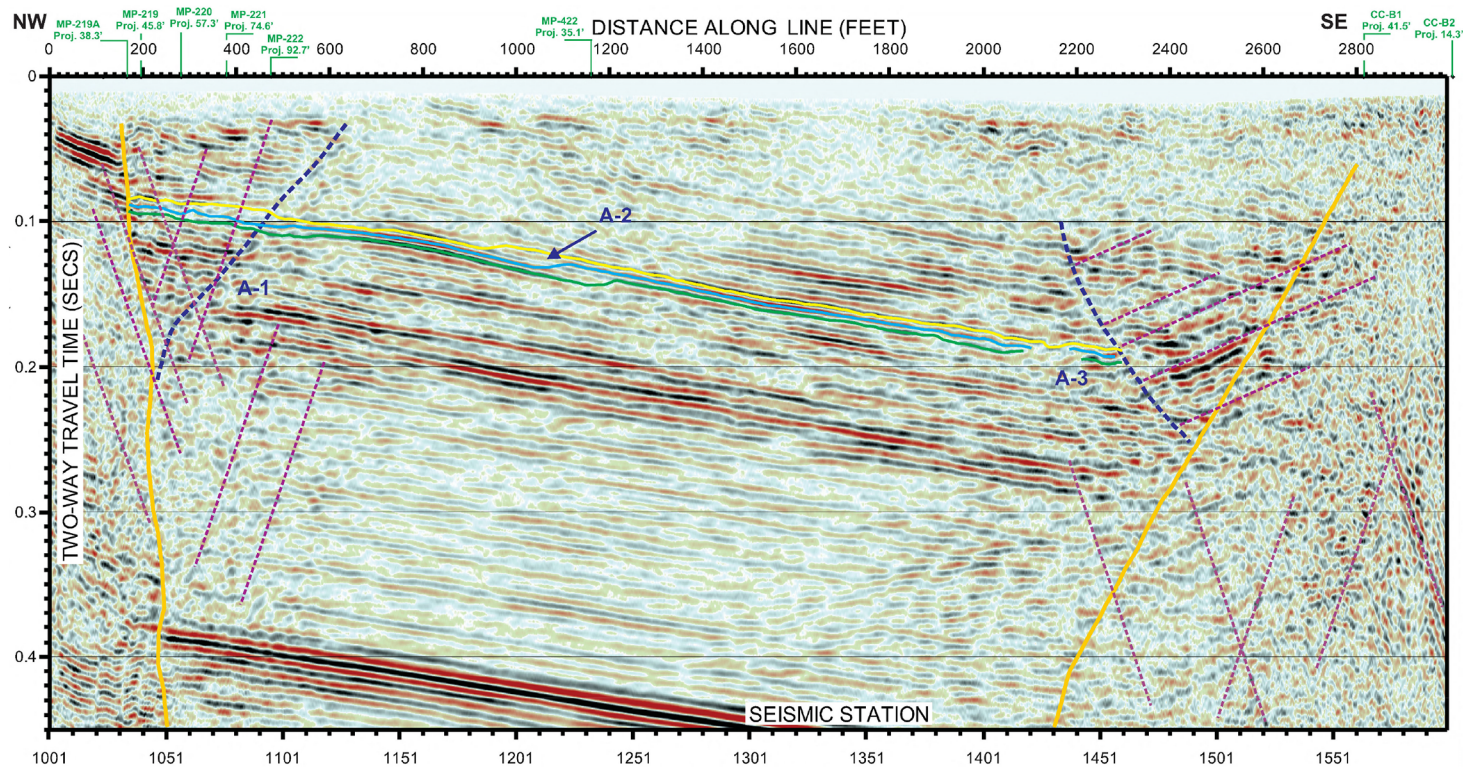 NW
DISTANCE ALONG LINE (FEET)
SE
MP-219A
Proj. 38.3'
MP-219
Proj. 45.8'
MP-220
Proj. 57.3'
MP-221
Proj. 74.6'
MP-222
Proj. 92.7'
MP-422
Proj. 35.1'
CC-B1
Proj. 41.5'
CC-B2
Proj. 14.3'
0 200 400 600 800 1000 1200 1400 1600 1800 2000 2200 2400 2600 2800
0
0.1
0.2
0.3
0.4
TWO-WAY TRAVEL TIME (SECS)
A-1
A-2
A-3
SEISMIC STATION
1001 1051 1101 1151 1201 1251 1301 1351 1401 1451 1501 1551